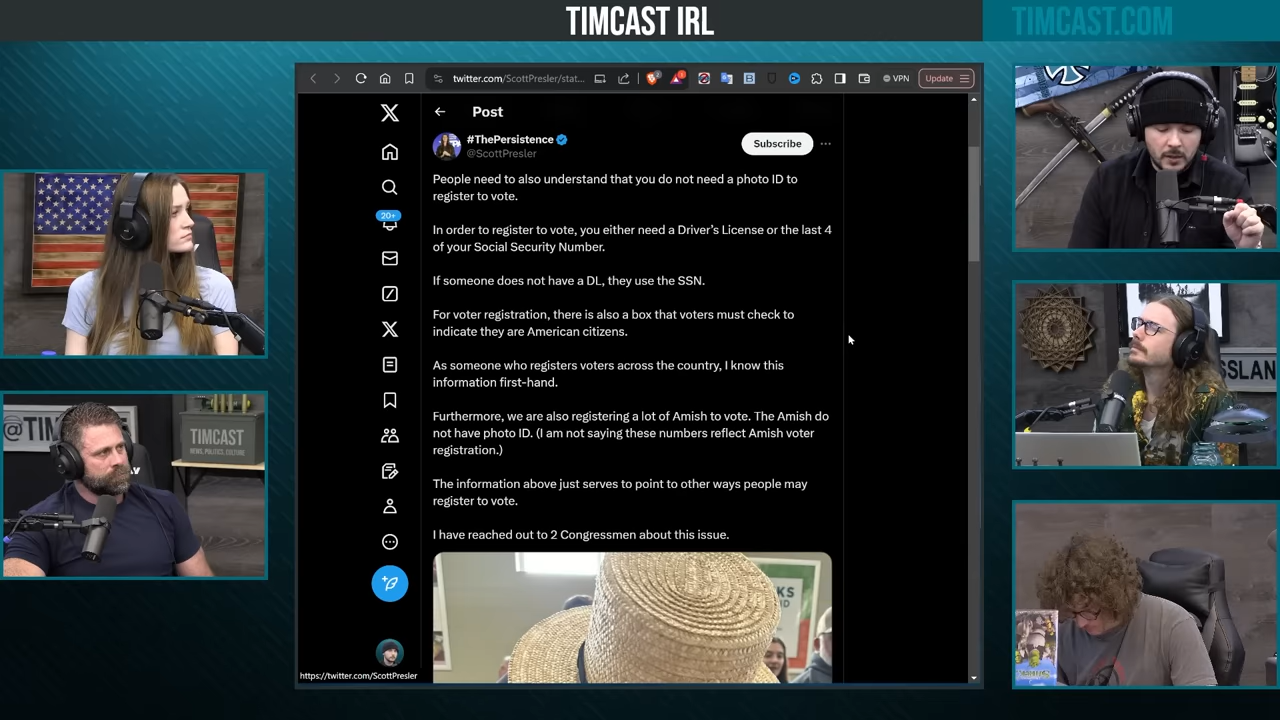 TIMCAST IRL
TIMCAST.COM
twitter.com/ScottPresler/stat...
VPN
Update
Post
#ThePersistence
@ScottPresler
Subscribe
20+
People need to also understand that you do not need a photo ID to
register to vote.
In order to register to vote, you either need a Driver's License or the last 4
of your Social Security Number.
If someone does not have a DL, they use the SSN.
For voter registration, there is also a box that voters must check to
indicate they are American citizens.
As someone who registers voters across the country, I know this
information first-hand.
Furthermore, we are also registering a lot of Amish to vote. The Amish do
not have photo ID. (I am not saying these numbers reflect Amish voter
registration.)
The information above just serves to point to other ways people may
register to vote.
I have reached out to 2 Congressmen about this issue.
https://twitter.com/ScottPresler
@TIM
TIMCAST
NEWS. POLITICS. CULTURE.
SSLAN